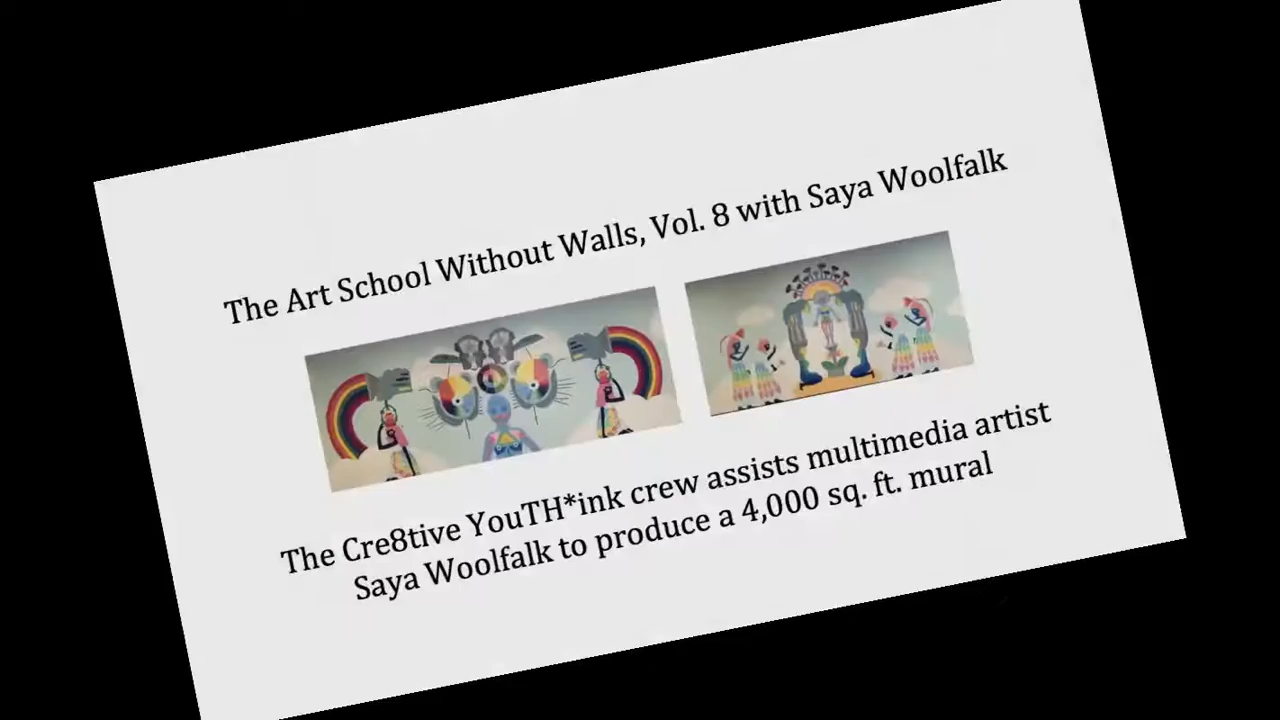 The Art School Without Walls, Vol. 8 with Saya Woolfalk
The Cre8tive YouTH*ink crew assists multimedia artist
Saya Woolfalk to produce a 4,000 sq. ft. mural